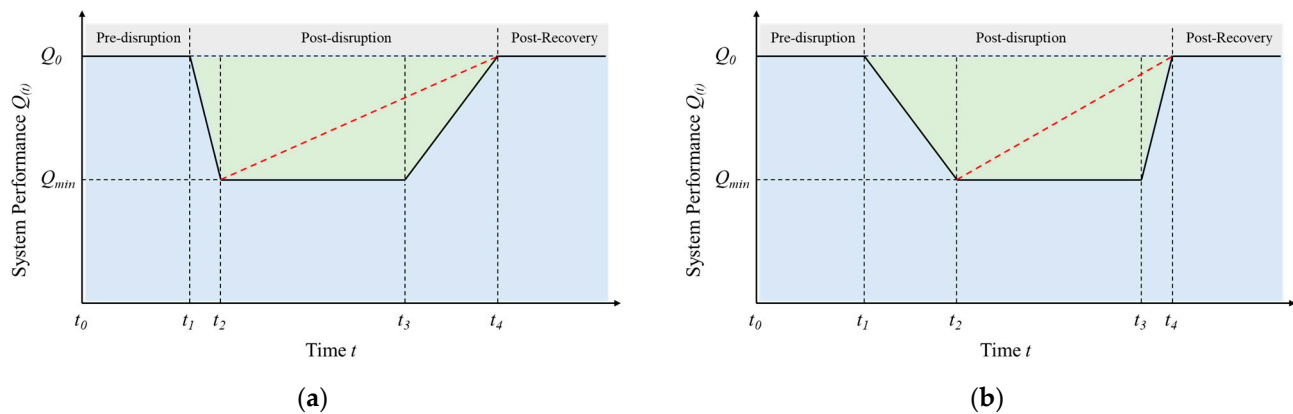 Pre-disruption
Post-disruption
Post-Recovery
Q0
Qmin
System Performance Q(t)
t0
t1
t2
t3
t4
Time t
(a)
Pre-disruption
Post-disruption
Post-Recovery
Q0
Qmin
System Performance Q(t)
t0
t1
t2
t3
t4
Time t
(b)